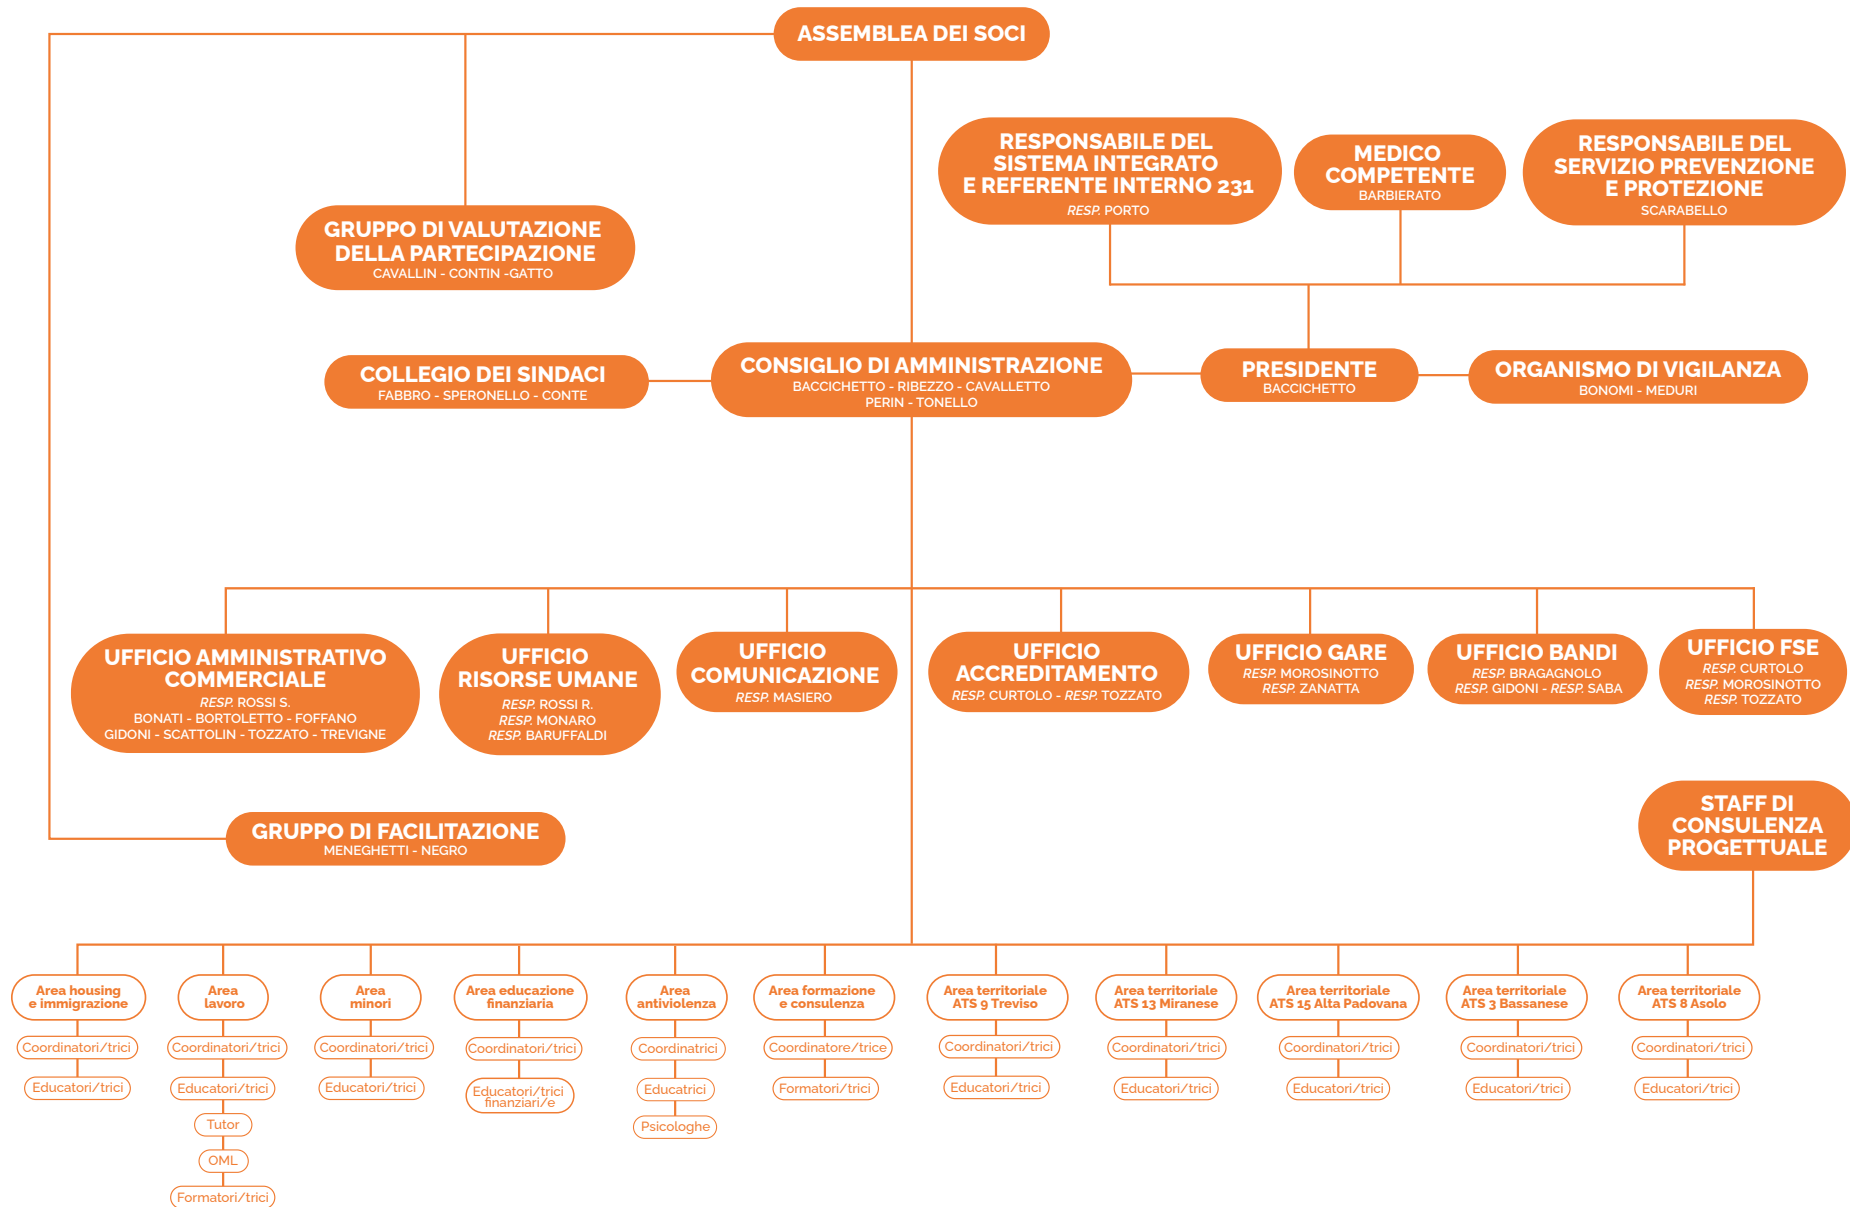 ASSEMBLEA DEI SOCI
RESPONSABILE DEL
SISTEMA INTEGRATO
E REFERENTE INTERNO 231
RESP. PORTO
MEDICO
COMPETENTE
BARBIERATO
RESPONSABILE DEL
SERVIZIO PREVENZIONE
E PROTEZIONE
SCARABELLO
GRUPPO DI VALUTAZIONE
DELLA PARTECIPAZIONE
CAVALLIN - CONTIN -GATTO
COLLEGIO DEI SINDACI
FABBRO - SPERONELLO - CONTE
CONSIGLIO DI AMMINISTRAZIONE
BACCICHETTO - RIBEZZO - CAVALLETTO
PERIN - TONELLO
PRESIDENTE
BACCICHETTO
ORGANISMO DI VIGILANZA
BONOMI - MEDURI
UFFICIO AMMINISTRATIVO
COMMERCIALE
RESP. ROSSI S.
BONATI - BORTOLETTO - FOFFANO
GIDONI - SCATTOLIN - TOZZATO - TREVIGNE
UFFICIO
RISORSE UMANE
RESP. ROSSI R.
RESP. MONARO
RESP. BARUFFALDI
UFFICIO
COMUNICAZIONE
RESP. MASIERO
UFFICIO
ACCREDITAMENTO
RESP. CURTOLO - RESP. TOZZATO
UFFICIO GARE
RESP. MOROSINOTTO
RESP. ZANATTA
UFFICIO BANDI
RESP. BRAGAGNOLO
RESP. GIDONI - RESP. SABA
UFFICIO FSE
RESP. CURTOLO
RESP. MOROSINOTTO
RESP. TOZZATO
GRUPPO DI FACILITAZIONE
MENEGHETTI - NEGRO
STAFF DI
CONSULENZA
PROGETTUALE
Area housing
e immigrazione
Coordinatori/trici
Educatori/trici
Area
lavoro
Coordinatori/trici
Educatori/trici
Tutor
OML
Formatori/trici
Area
minori
Coordinatori/trici
Educatori/trici
Area educazione
finanziaria
Coordinatori/trici
Educatori/trici
finanziari/e
Area
antiviolenza
Coordinatrici
Educatrici
Psicologhe
Area formazione
e consulenza
Coordinatore/trice
Formatori/trici
Area territoriale
ATS 9 Treviso
Coordinatori/trici
Educatori/trici
Area territoriale
ATS 13 Miranese
Coordinatori/trici
Educatori/trici
Area territoriale
ATS 15 Alta Padovana
Coordinatori/trici
Educatori/trici
Area territoriale
ATS 3 Bassanese
Coordinatori/trici
Educatori/trici
Area territoriale
ATS 8 Asolo
Coordinatori/trici
Educatori/trici